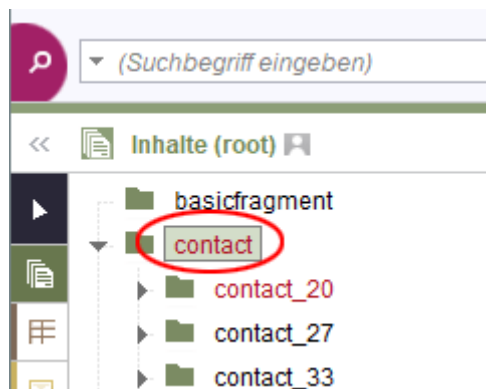 (Suchbegriff eingeben)
Inhalte (root)
basicfragment
contact
contact_20
contact_27
contact_33